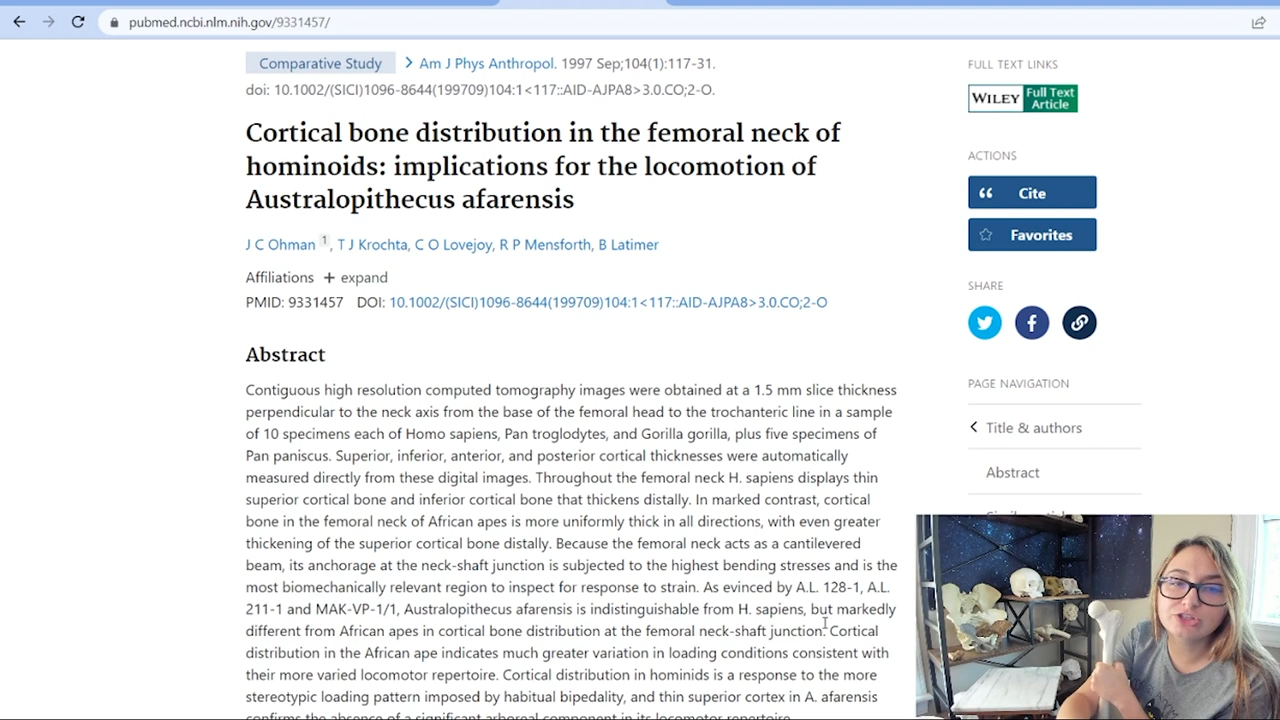 pubmed.ncbi.nlm.nih.gov/9331457/
Comparative Study > Am J Phys Anthropol. 1997 Sep;104(1):117-31.
doi: 10.1002/(SICI)1096-8644(199709)104:1<117::AID-AJPA8>3.0.CO;2-O.
Cortical bone distribution in the femoral neck of
hominoids: implications for the locomotion of
Australopithecus afarensis
J C Ohman 1, T J Krochta, C O Lovejoy, R P Mensforth, B Latimer
Affiliations + expand
PMID: 9331457 DOI: 10.1002/(SICI)1096-8644(199709)104:1<117::AID-AJPA8>3.0.CO;2-O
Abstract
Contiguous high resolution computed tomography images were obtained at a 1.5 mm slice thickness
perpendicular to the neck axis from the base of the femoral head to the trochanteric line in a sample
of 10 specimens each of Homo sapiens, Pan troglodytes, and Gorilla gorilla, plus five specimens of
Pan paniscus. Superior, inferior, anterior, and posterior cortical thicknesses were automatically
measured directly from these digital images. Throughout the femoral neck H. sapiens displays thin
superior cortical bone and inferior cortical bone that thickens distally. In marked contrast, cortical
bone in the femoral neck of African apes is more uniformly thick in all directions, with even greater
thickening of the superior cortical bone distally. Because the femoral neck acts as a cantilevered
beam, its anchorage at the neck-shaft junction is subjected to the highest bending stresses and is the
most biomechanically relevant region to inspect for response to strain. As evinced by A.L. 128-1, A.L.
211-1 and MAK-VP-1/1, Australopithecus afarensis is indistinguishable from H. sapiens, but markedly
different from African apes in cortical bone distribution at the femoral neck-shaft junction. Cortical
distribution in the African ape indicates much greater variation in loading conditions consistent with
their more varied locomotor repertoire. Cortical distribution in hominids is a response to the more
stereotypic loading pattern imposed by habitual bipedality, and thin superior cortex in A. afarensis
confirms the absence of a significant arboreal component in its locomotor repertoire.
FULL TEXT LINKS
WILEY Full Text
Article
ACTIONS
Cite
Favorites
SHARE
PAGE NAVIGATION
Title & authors
Abstract